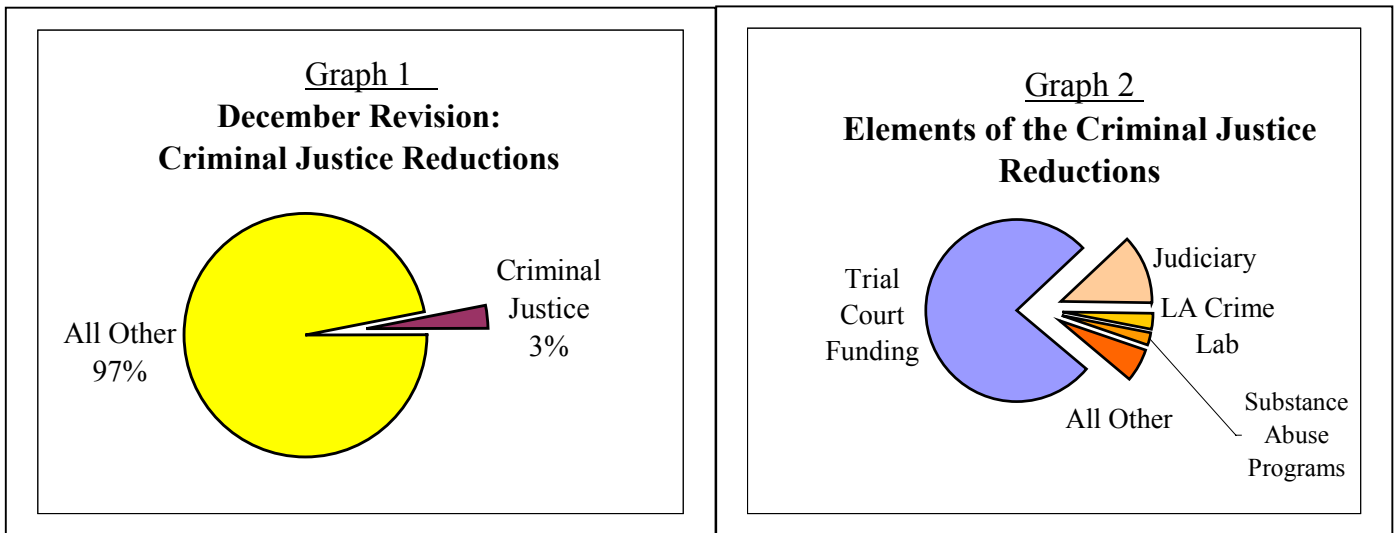 Graph 1
December Revision:
Criminal Justice Reductions
All Other
97%
Criminal
Justice
3%
Graph 2
Elements of the Criminal Justice
Reductions
Trial
Court
Funding
Judiciary
LA Crime
Lab
Substance
Abuse
Programs
All Other